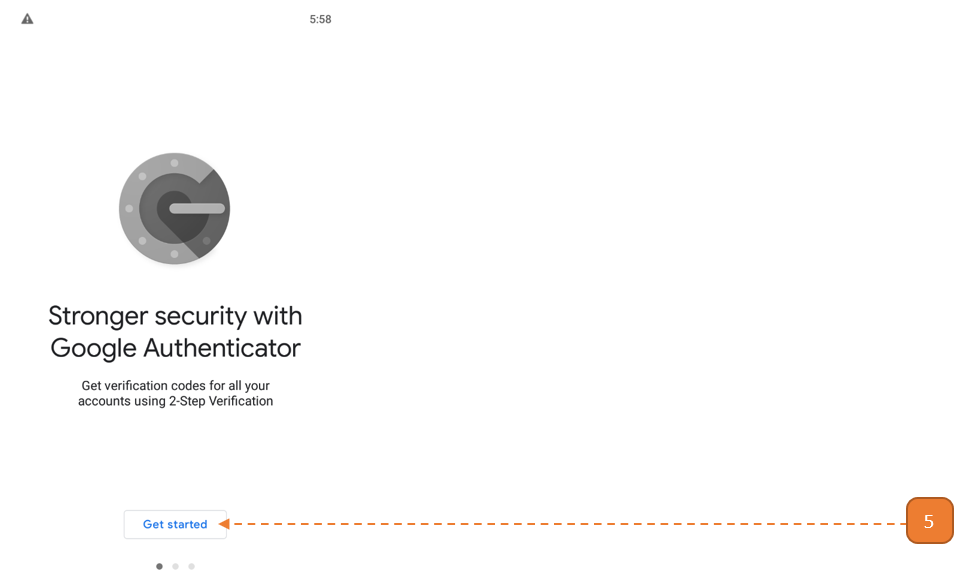 5:58
Stronger security with
Google Authenticator
Get verification codes for all your
accounts using 2-Step Verification
Get started
5